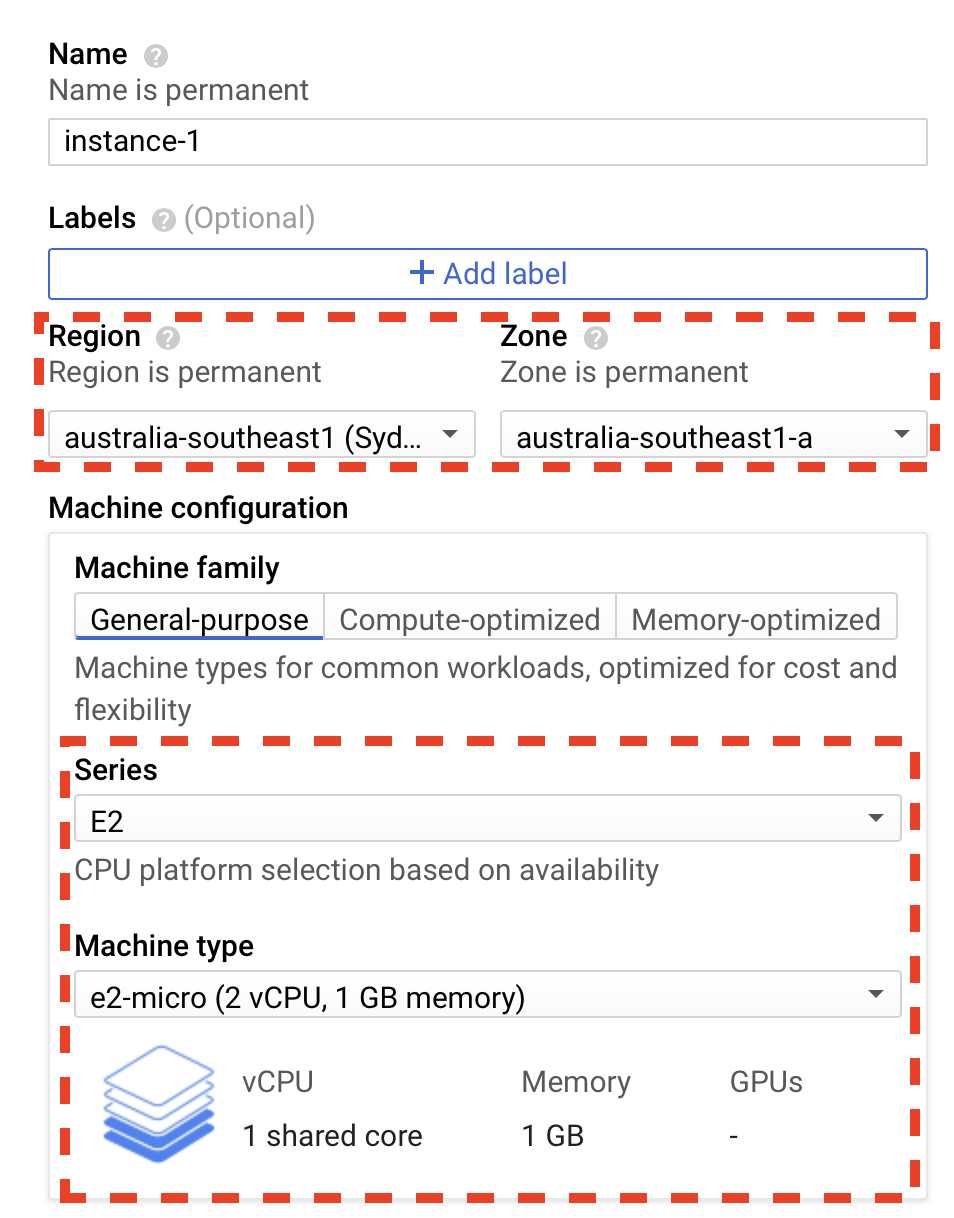 Name ?
Name is permanent
instance-1
Labels ? (Optional)
+ Add label
Region ? Zone ?
Region is permanent Zone is permanent
australia-southeast1 (Syd... australia-southeast1-a
Machine configuration
Machine family
General-purpose Compute-optimized Memory-optimized
Machine types for common workloads, optimized for cost and
flexibility
Series
E2
CPU platform selection based on availability
Machine type
e2-micro (2 vCPU, 1 GB memory)
vCPU Memory GPUs
1 shared core 1 GB -